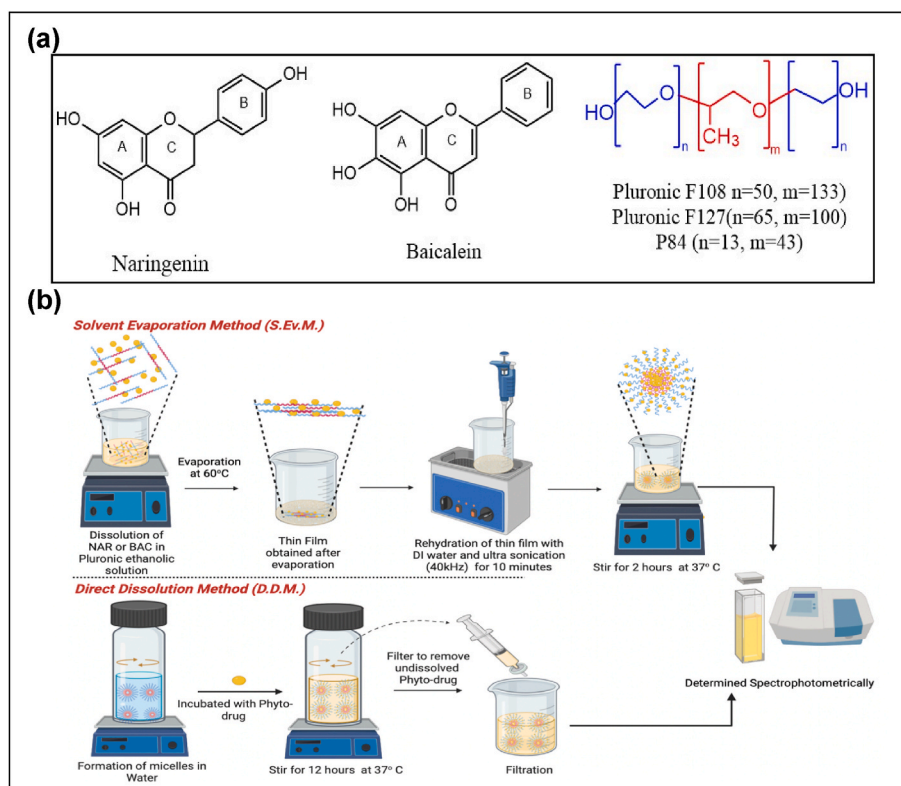 (a)
OH
HO
B
A
C
O
OH
O
Naringenin
B
HO
O
A
C
HO
OH
O
Baicalein
HO
O
n
CH3
O
m
OH
n
Pluronic F108 n=50, m=133)
Pluronic F127(n=65, m=100)
P84 (n=13, m=43)
(b)
Solvent Evaporation Method (S.Ev.M.)
Evaporation
at 60°C
Dissolution of
NAR or BAC in
Pluronic ethanolic
solution
Thin Film
obtained after
evaporation
Rehydration of thin film with
DI water and ultra sonication
(40kHz) for 10 minutes
Stir for 2 hours at 37° C
Direct Dissolution Method (D.D.M.)
Incubated with Phyto-
drug
Filter to remove
undissolved
Phyto-drug
Formation of micelles in
Water
Stir for 12 hours at 37° C
Filtration
Determined Spectrophotometrically